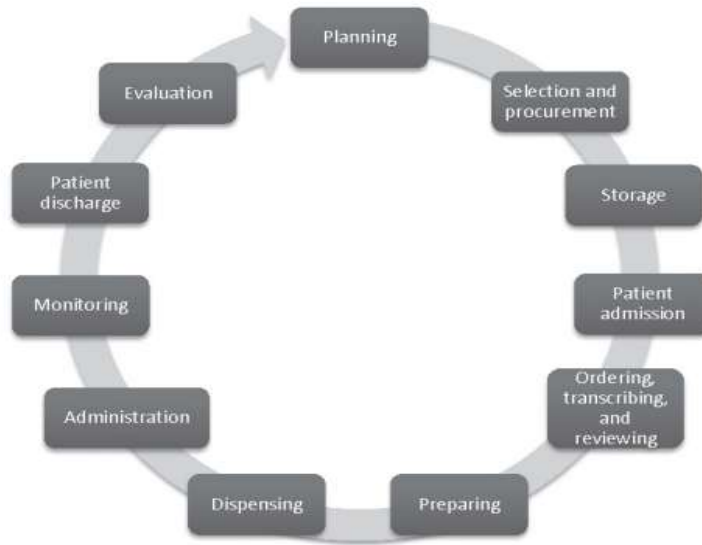 Planning
Selection and
procurement
Storage
Patient
admission
Ordering,
transcribing,
and
reviewing
Preparing
Dispensing
Administration
Monitoring
Patient
discharge
Evaluation